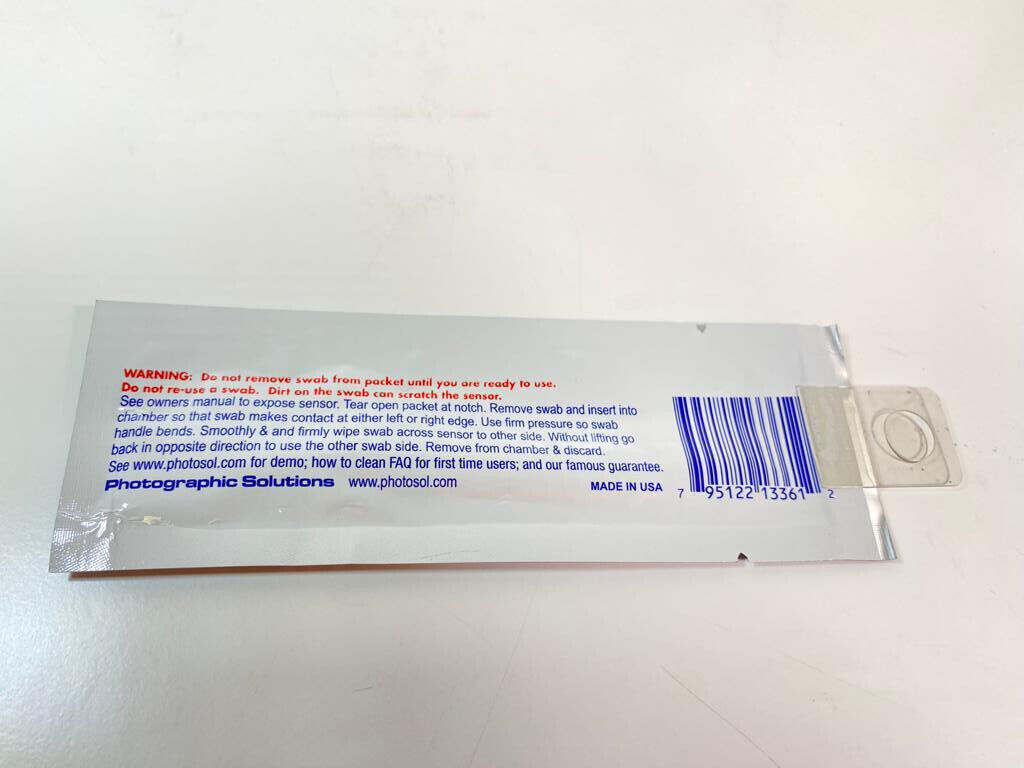 WARNING: Do not remove swab from packet until you are ready to use.
Do not re-use a swab. Dirt on the swab can scratch the sensor.
See owners manual to expose sensor. Tear open packet at notch. Remove swab and insert into
chamber so that swab makes contact at either left or right edge. Use firm pressure so swab
handle bends. Smoothly & and firmly wipe swab across sensor to other side. Without lifting go
back in opposite direction to use the other swab side. Remove from chamber & discard.
See www.photosol.com for demo; how to clean FAQ for first time users; and our famous guarantee.
Photographic Solutions www.photosol.com MADE IN USA
7 95122 13361 2